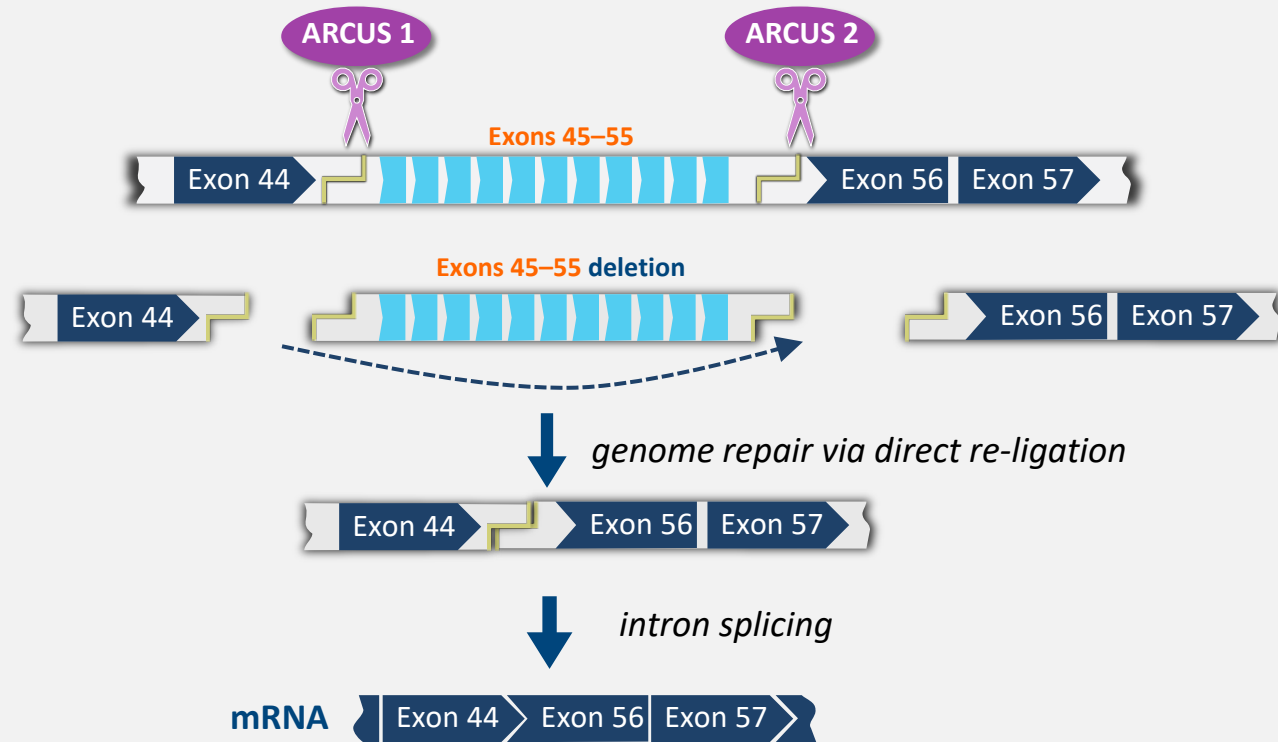 ARCUS 1
ARCUS 2
Exons 45–55
Exon 44
Exon 56
Exon 57
Exons 45–55 deletion
Exon 44
Exon 56
Exon 57
genome repair via direct re-ligation
Exon 44
Exon 56
Exon 57
intron splicing
mRNA
Exon 44
Exon 56
Exon 57